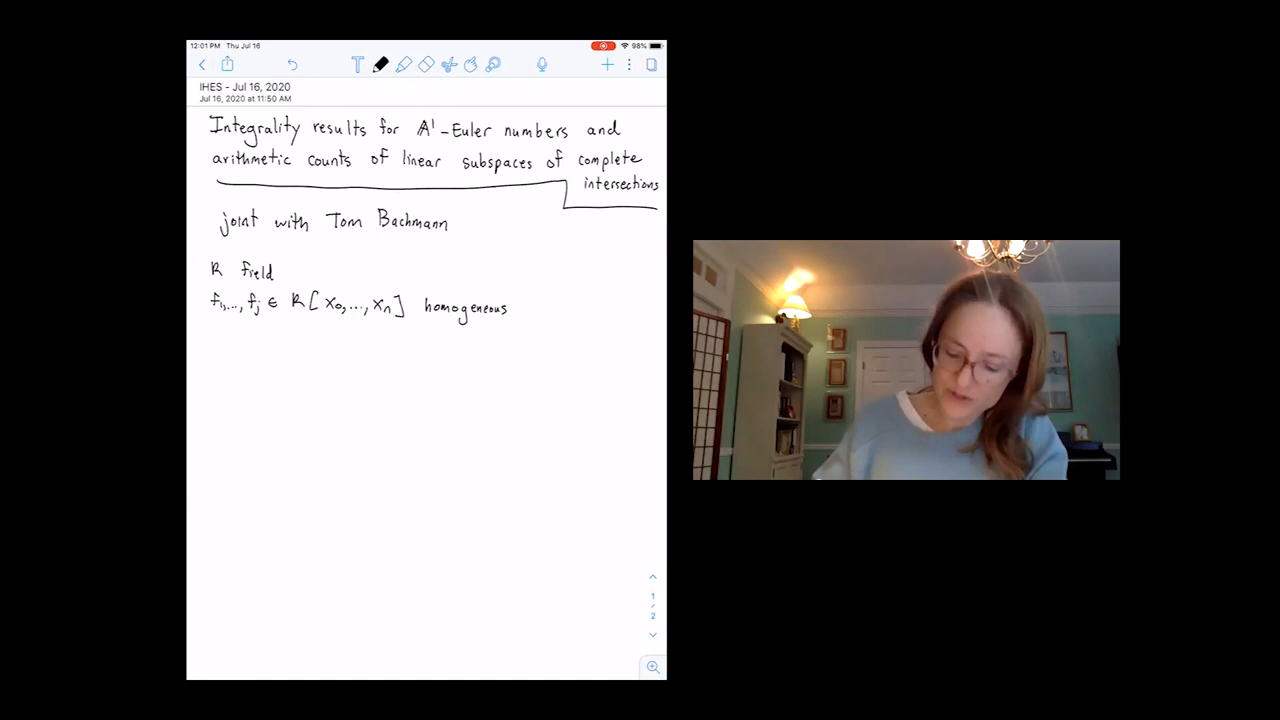 12:01 PM Thu Jul 16
98%
IHES - Jul 16, 2020
Jul 16, 2020 at 11:50 AM
Integrality results for 𝔸¹-Euler numbers and
arithmetic counts of linear subspaces of complete
intersections
joint with Tom Bachmann
k field
f₁,..., fⱼ ∈ k[x₀,...,xₙ] homogeneous
1
/
2